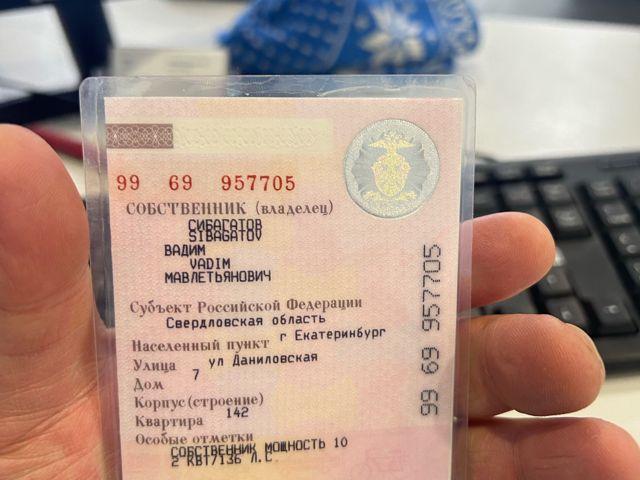 99 69 957705
СОБСТВЕННИК (владелец)
СИБАГАТОВ
SIBAGATOV
ВАДИМ
VADIM
МАВЛЕТЬЯНОВИЧ
Субъект Российской Федерации
Свердловская область
Населенный пункт г Екатеринбург
Улица ул Даниловская
Дом 7
Корпус(строение)
Квартира 142
Особые отметки
СОБСТВЕННИК МОЩНОСТЬ 10
2 КВТ/136 Л.С.
99 69 957705